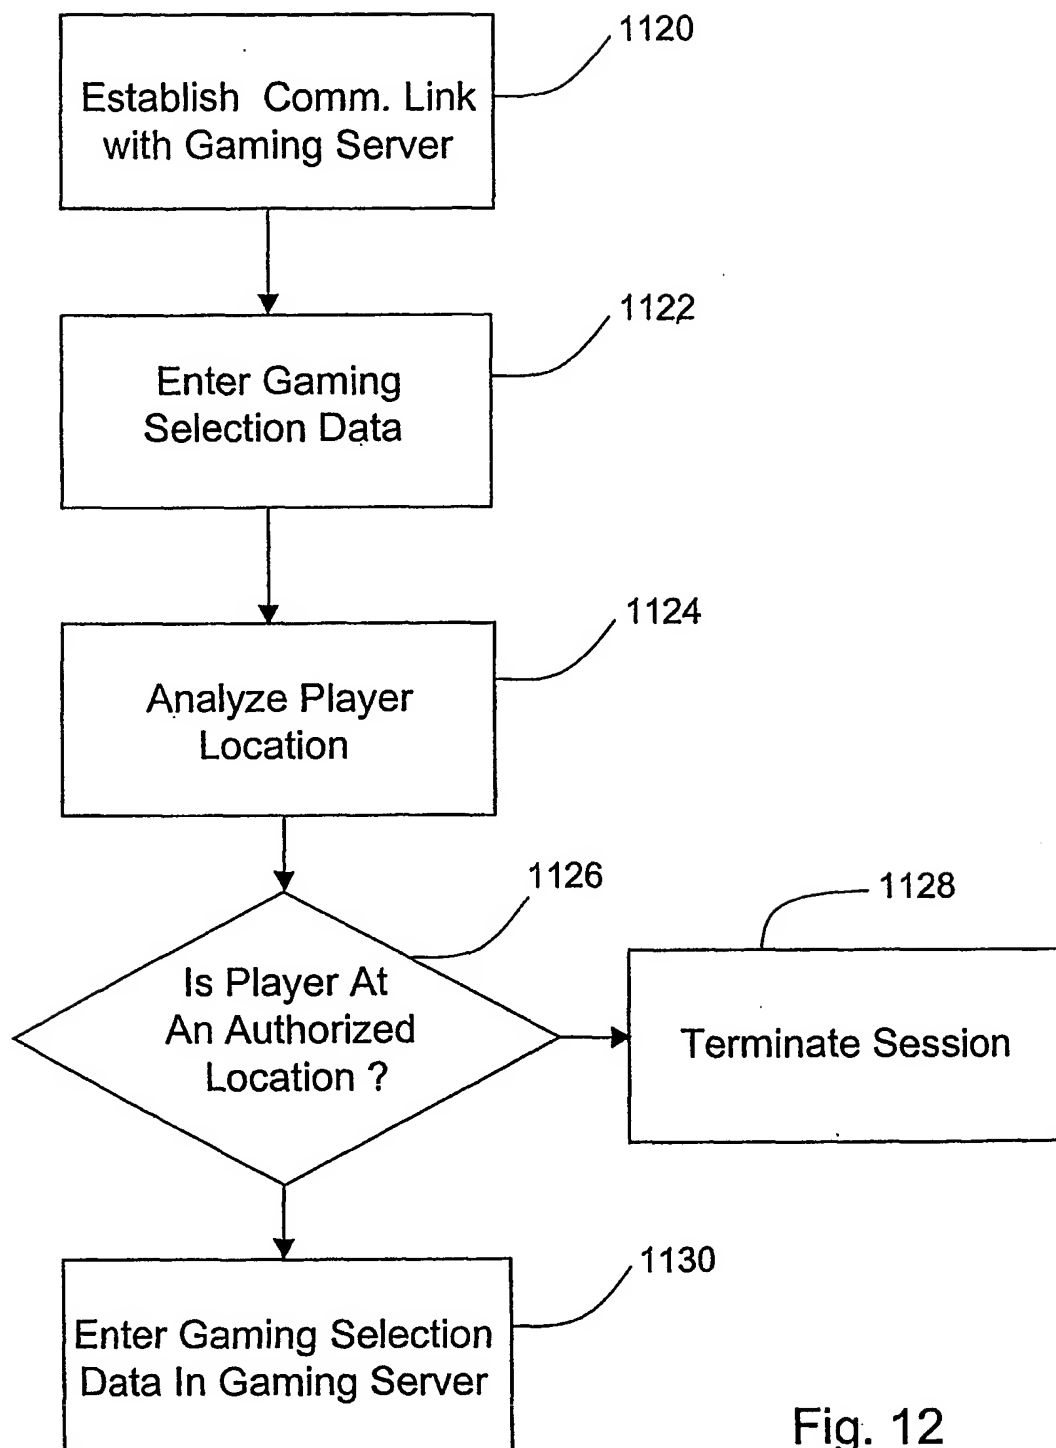 1120
Establish Comm. Link
with Gaming Server
1122
Enter Gaming
Selection Data
1124
Analyze Player
Location
1126
Is Player At
An Authorized
Location ?
1128
Terminate Session
1130
Enter Gaming Selection
Data In Gaming Server
Fig. 12